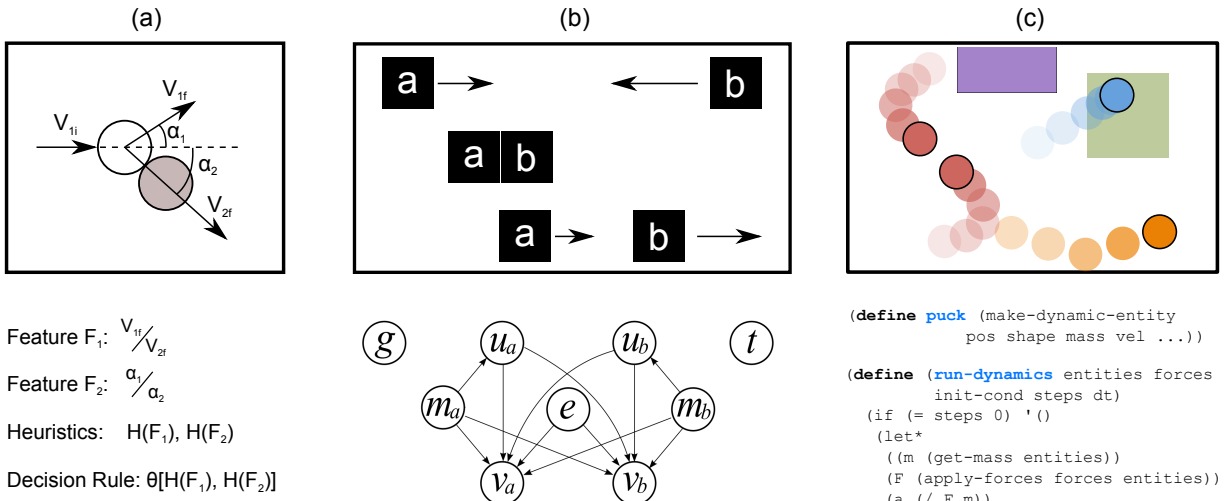 (a)
V1i
V1f
α1
α2
V2f
Feature F1: V1f/V2f
Feature F2: α1/α2
Heuristics: H(F1), H(F2)
Decision Rule: θ[H(F1), H(F2)]
(b)
a b
a b
a b
g ua ub t
ma e mb
va vb
(c)
(define puck (make-dynamic-entity
pos shape mass vel ...))
(define (run-dynamics entities forces
init-cond steps dt)
(if (= steps 0) '()
(let*
((m (get-mass entities))
(F (apply-forces forces entities))
(a (/ F m))